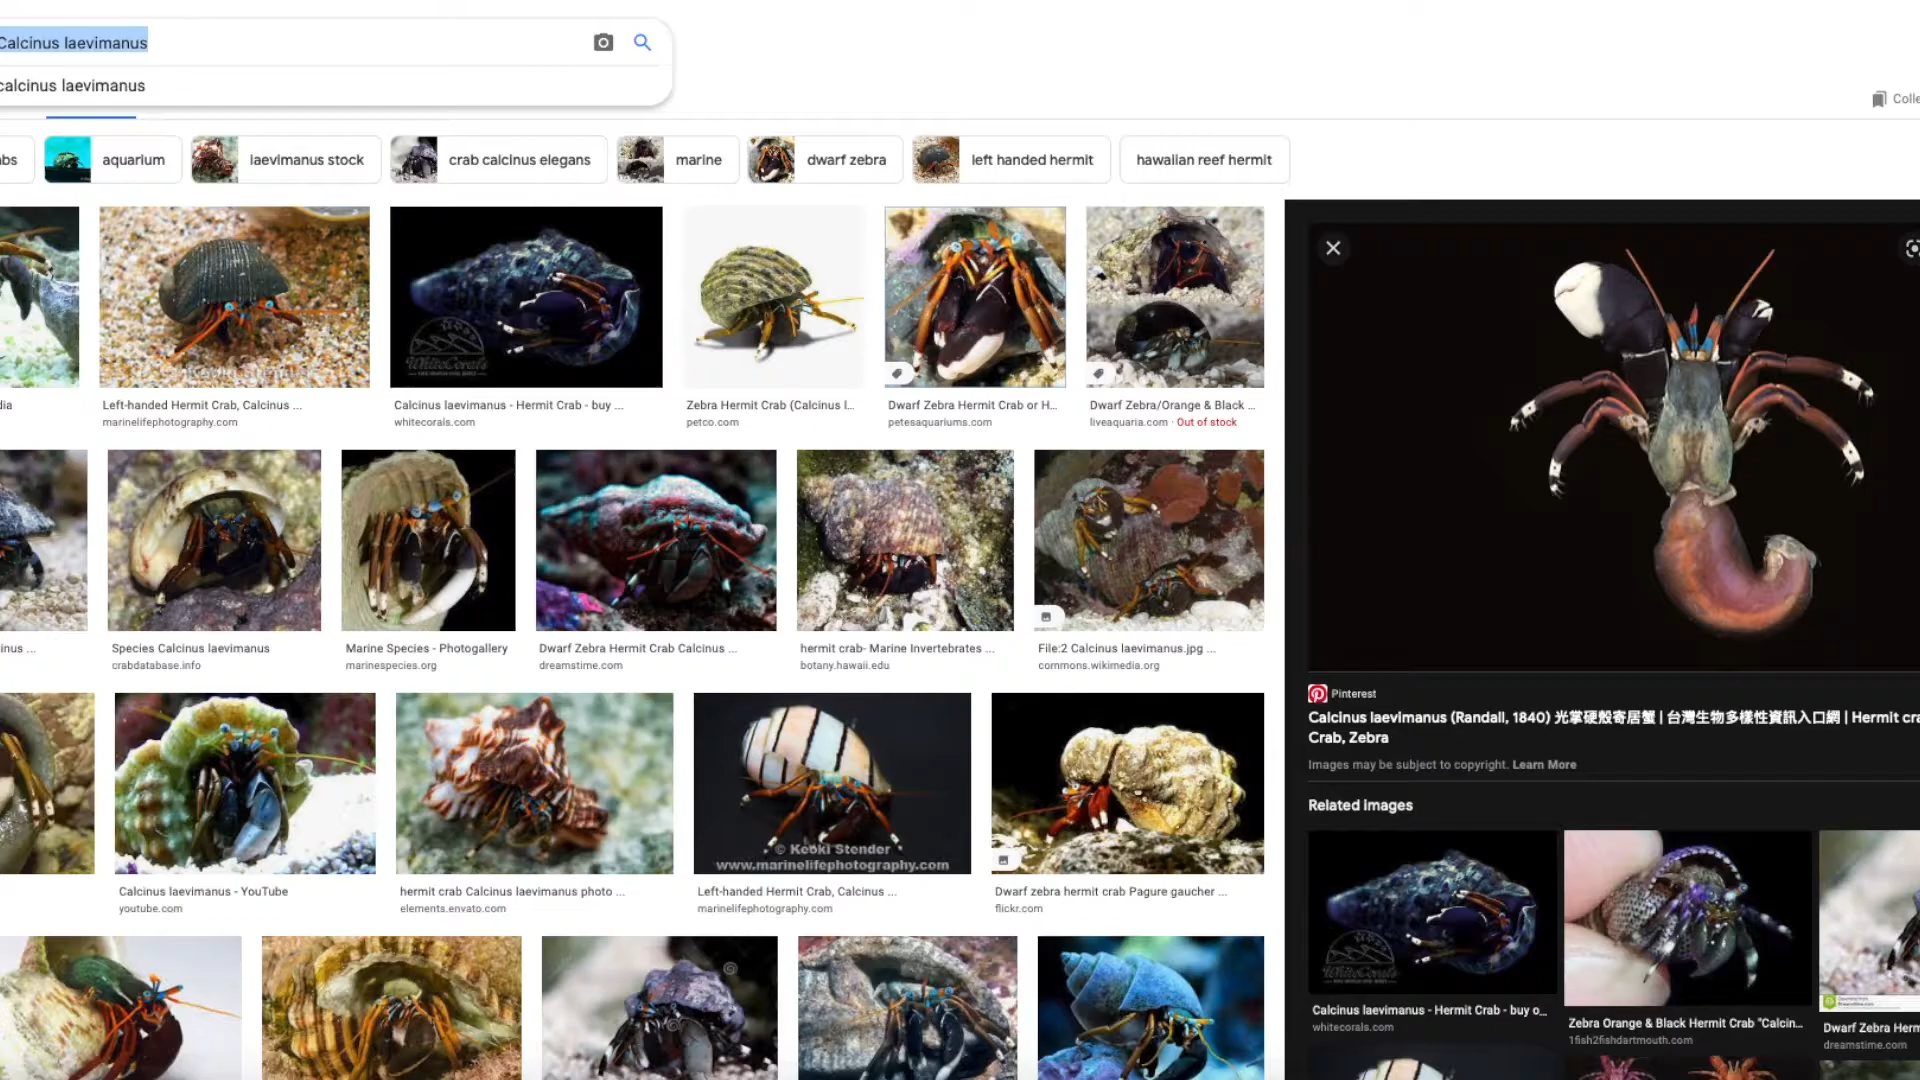 Calcinus laevimanus
calcinus laevimanus
Colle
bs
aquarium
laevimanus stock
crab calcinus elegans
marine
dwarf zebra
left handed hermit
hawaiian reef hermit
dia
Left-handed Hermit Crab, Calcinus ...
marinelifephotography.com
WhiteCorals
Calcinus laevimanus - Hermit Crab - buy ...
whitecorals.com
Zebra Hermit Crab (Calcinus l...
petco.com
Dwarf Zebra Hermit Crab or H...
petesaquariums.com
Dwarf Zebra/Orange & Black ...
liveaquaria.com · Out of stock
inus ...
Species Calcinus laevimanus
crabdatabase.info
Marine Species - Photogallery
marinespecies.org
Dwarf Zebra Hermit Crab Calcinus ...
dreamstime.com
hermit crab- Marine Invertebrates ...
botany.hawaii.edu
File:2 Calcinus laevimanus.jpg ...
commons.wikimedia.org
Calcinus laevimanus - YouTube
youtube.com
hermit crab Calcinus laevimanus photo ...
elements.envato.com
© Keoki Stender
www.marinelifephotography.com
Left-handed Hermit Crab, Calcinus ...
marinelifephotography.com
Dwarf zebra hermit crab Pagure gaucher ...
flickr.com
Pinterest
Calcinus laevimanus (Randall, 1840) 光掌硬殼寄居蟹 | 台灣生物多樣性資訊入口網 | Hermit cra
Crab, Zebra
Images may be subject to copyright. Learn More
Related images
WhiteCorals
Calcinus laevimanus - Hermit Crab - buy o...
whitecorals.com
Zebra Orange & Black Hermit Crab "Calcin...
1fish2fishdartmouth.com
Dwarf Zebra Herm
dreamstime.com